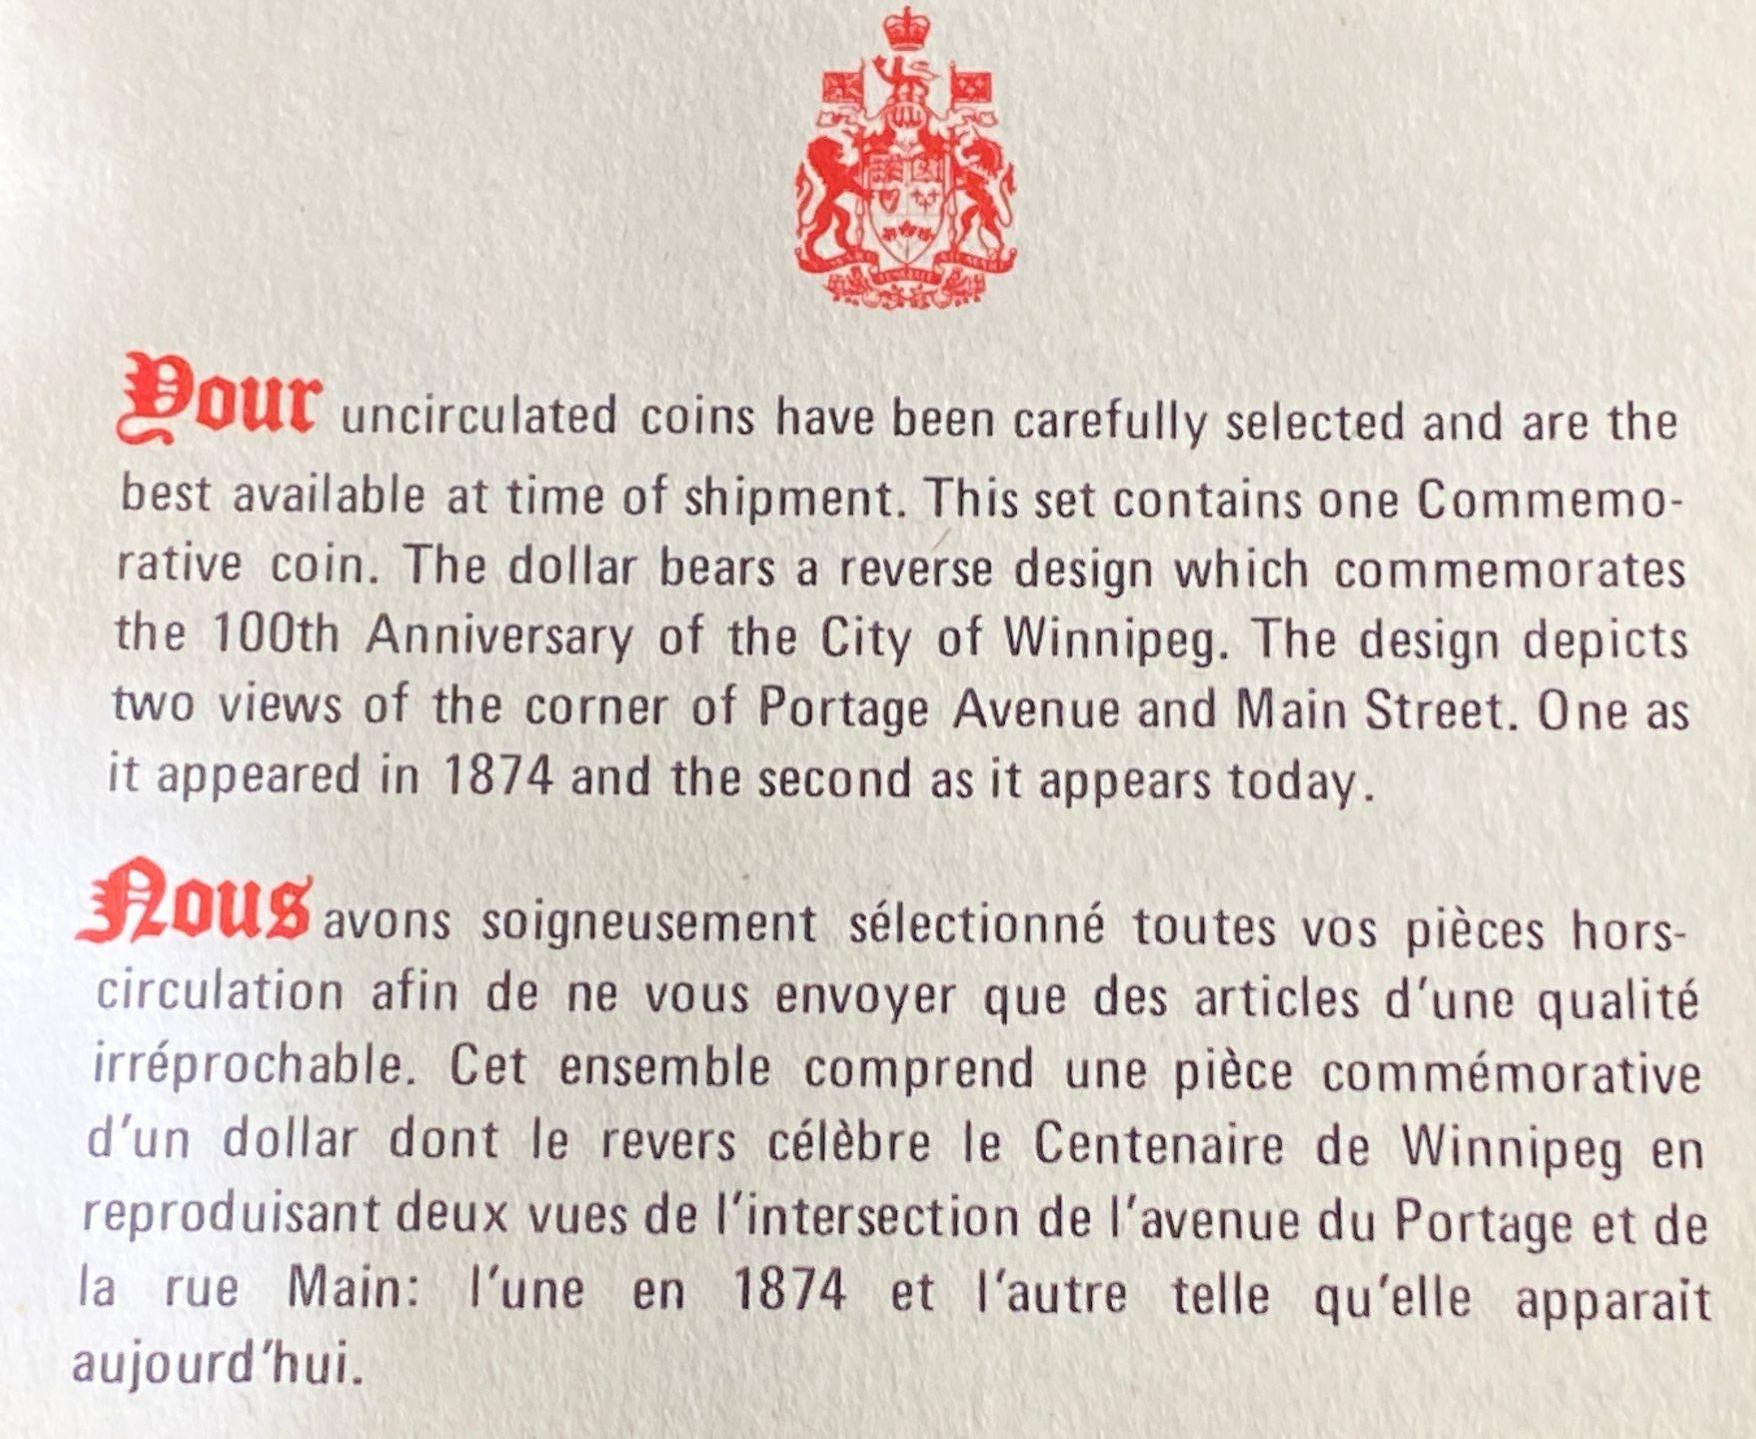 Your uncirculated coins have been carefully selected and are the
best available at time of shipment. This set contains one Commemo-
rative coin. The dollar bears a reverse design which commemorates
the 100th Anniversary of the City of Winnipeg. The design depicts
two views of the corner of Portage Avenue and Main Street. One as
it appeared in 1874 and the second as it appears today.
Nous avons soigneusement sélectionné toutes vos pièces hors-
circulation afin de ne vous envoyer que des articles d'une qualité
irréprochable. Cet ensemble comprend une pièce commémorative
d'un dollar dont le revers célèbre le Centenaire de Winnipeg en
reproduisant deux vues de l'intersection de l'avenue du Portage et de
la rue Main: l'une en 1874 et l'autre telle qu'elle apparait
aujourd'hui.